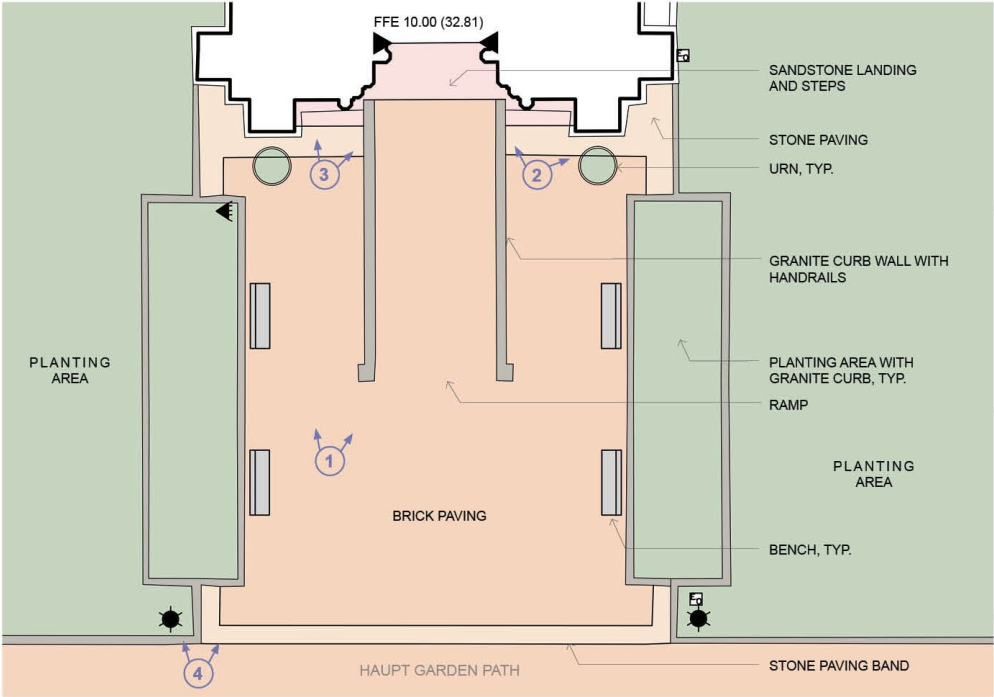 FFE 10.00 (32.81)
SANDSTONE LANDING
AND STEPS
STONE PAVING
URN, TYP.
3
2
GRANITE CURB WALL WITH
HANDRAILS
PLANTING
AREA
PLANTING AREA WITH
GRANITE CURB, TYP.
RAMP
1
PLANTING
AREA
BRICK PAVING
BENCH, TYP.
4
HAUPT GARDEN PATH
STONE PAVING BAND